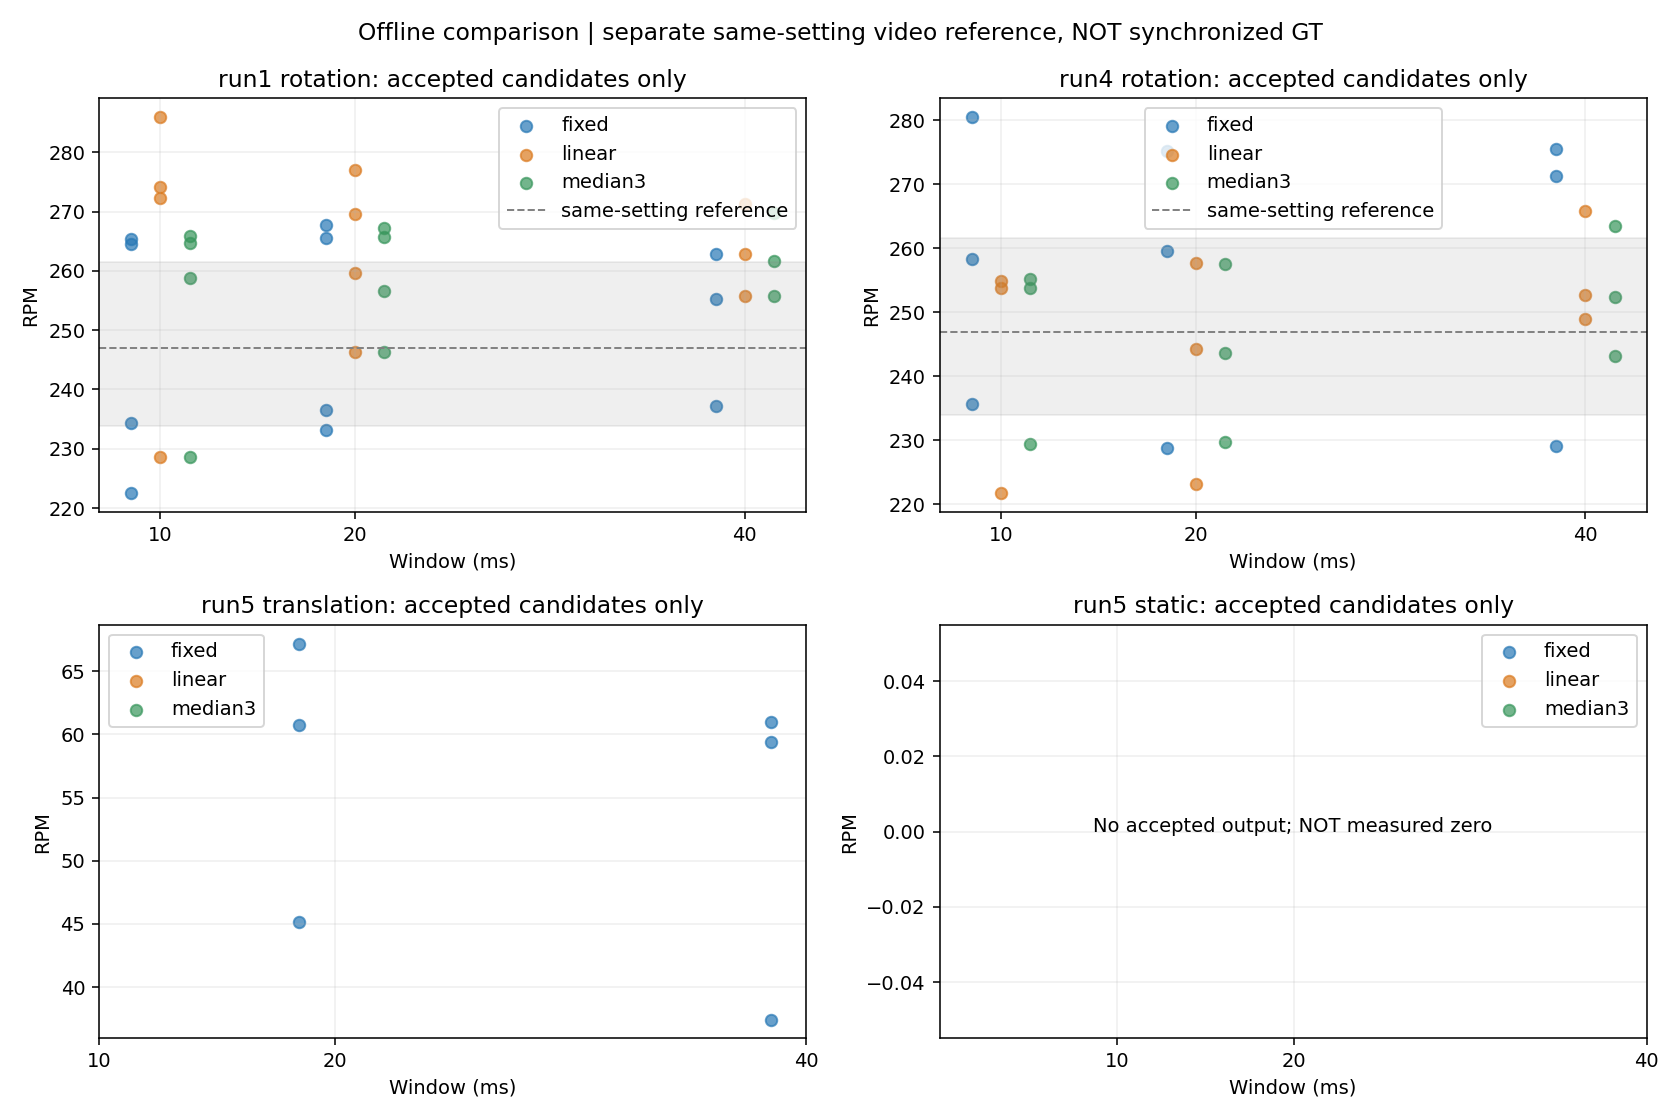 Offline comparison | separate same-setting video reference, NOT synchronized GT
run1 rotation: accepted candidates only
280
270
260
250
240
230
220
RPM
fixed
linear
median3
same-setting reference
10
20
40
Window (ms)
run4 rotation: accepted candidates only
280
270
260
250
240
230
220
RPM
fixed
linear
median3
same-setting reference
10
20
40
Window (ms)
run5 translation: accepted candidates only
65
60
55
50
45
40
RPM
fixed
linear
median3
10
20
40
Window (ms)
run5 static: accepted candidates only
0.04
0.02
0.00
−0.02
−0.04
RPM
fixed
linear
median3
No accepted output; NOT measured zero
10
20
40
Window (ms)